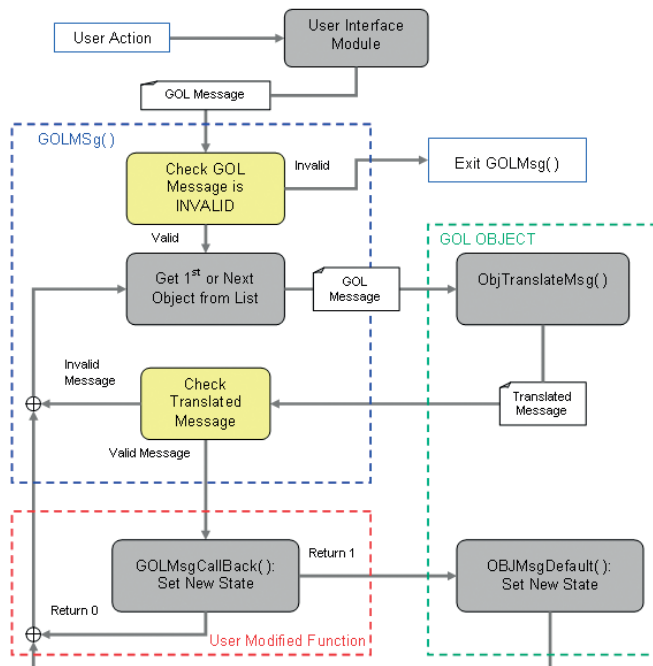 User Action
User Interface
Module
GOL Message
GOLMSg( )
Check GOL
Message is
INVALID
Invalid
Exit GOLMsg( )
Valid
GOL OBJECT
Get 1st or Next
Object from List
GOL
Message
ObjTranslateMsg( )
Invalid
Message
Check
Translated
Message
Translated
Message
Valid Message
GOLMsgCallBack( ):
Set New State
Return 1
OBJMsgDefault( ):
Set New State
Return 0
User Modified Function